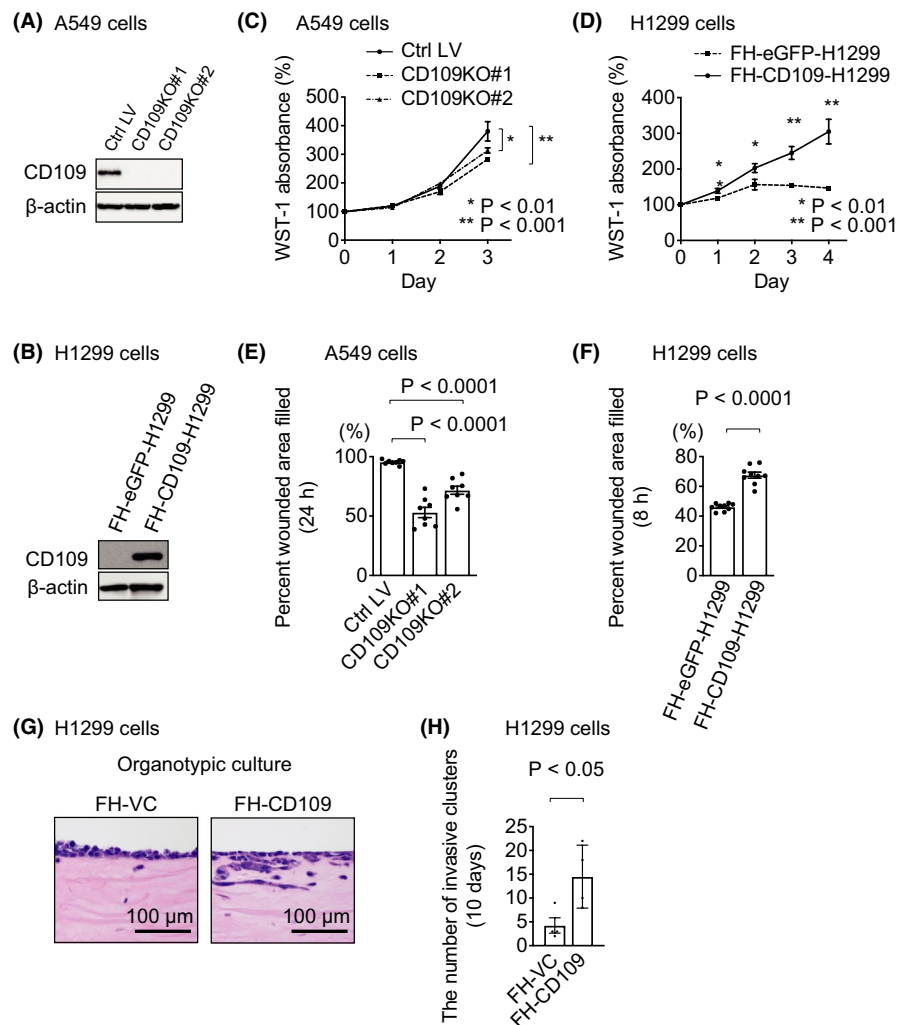 (A) A549 cells
Ctrl LV
CD109KO#1
CD109KO#2
CD109
β-actin
(C) A549 cells
Ctrl LV
CD109KO#1
CD109KO#2
WST-1 absorbance (%)
500
400
300
200
100
0
* **
* P < 0.01
** P < 0.001
0 1 2 3
Day
(D) H1299 cells
FH-eGFP-H1299
FH-CD109-H1299
WST-1 absorbance (%)
400
300
200
100
0
**
**
*
*
*
* P < 0.01
** P < 0.001
0 1 2 3 4
Day
(B) H1299 cells
FH-eGFP-H1299
FH-CD109-H1299
CD109
β-actin
(E) A549 cells
P < 0.0001
P < 0.0001
(%)
Percent wounded area filled
(24 h)
100
50
0
Ctrl LV
CD109KO#1
CD109KO#2
(F) H1299 cells
P < 0.0001
(%)
Percent wounded area filled
(8 h)
80
60
40
20
0
FH-eGFP-H1299
FH-CD109-H1299
(G) H1299 cells
Organotypic culture
FH-VC
FH-CD109
100 μm
100 μm
(H) H1299 cells
P < 0.05
The number of invasive clusters
(10 days)
25
20
15
10
5
0
FH-VC
FH-CD109